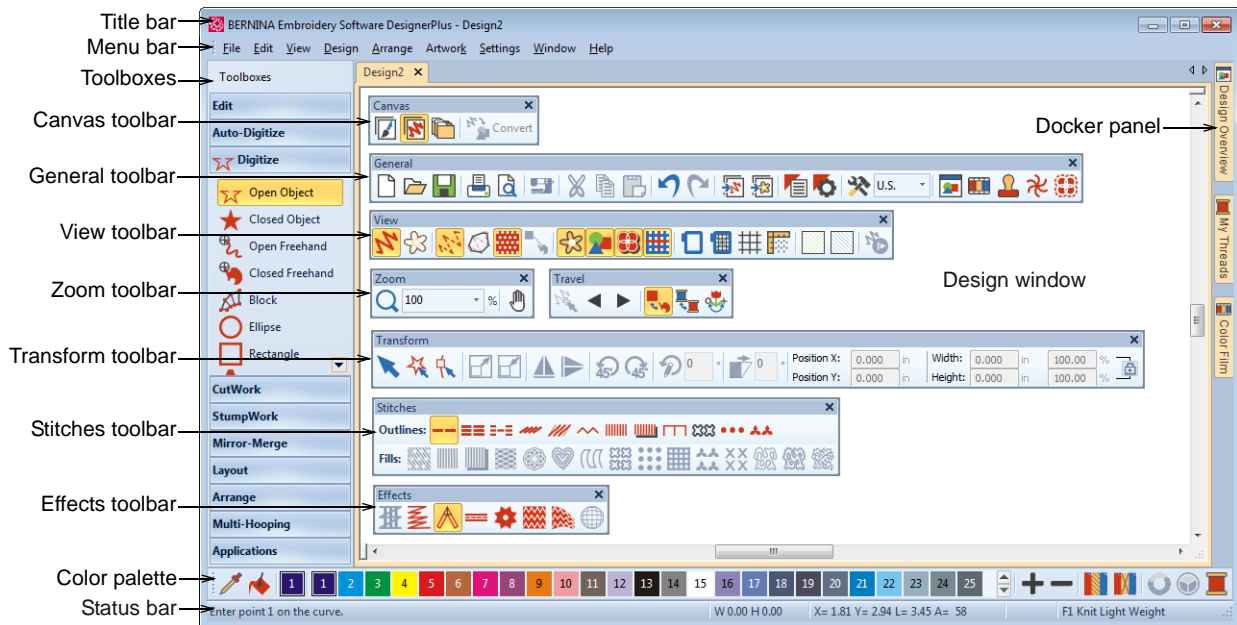 Title bar
BERNINA Embroidery Software DesignerPlus - Design2
Menu bar
File Edit View Design Arrange Artwork Settings Window Help
Toolboxes
Toolboxes
Design2
Edit
Canvas toolbar
Canvas
Convert
Auto-Digitize
Docker panel
Design Overview
Digitize
General toolbar
General
U.S.
Open Object
Closed Object
View toolbar
View
My Threads
Open Freehand
Closed Freehand
Zoom toolbar
Zoom
100 %
Travel
Design window
Block
Ellipse
Color Film
Transform toolbar
Transform
45 45 0 ° 0 °
Position X: 0.000 in Width: 0.000 in 100.00 %
Position Y: 0.000 in Height: 0.000 in 100.00 %
Rectangle
CutWork
StumpWork
Stitches toolbar
Stitches
Outlines:
Fills:
Mirror-Merge
Layout
Arrange
Effects toolbar
Effects
Multi-Hooping
Applications
Color palette
1 1 2 3 4 5 6 7 8 9 10 11 12 13 14 15 16 17 18 19 20 21 22 23 24 25
Status bar
Enter point 1 on the curve.
W 0.00 H 0.00
X= 1.81 Y= 2.94 L= 3.45 A= 58
F1 Knit Light Weight